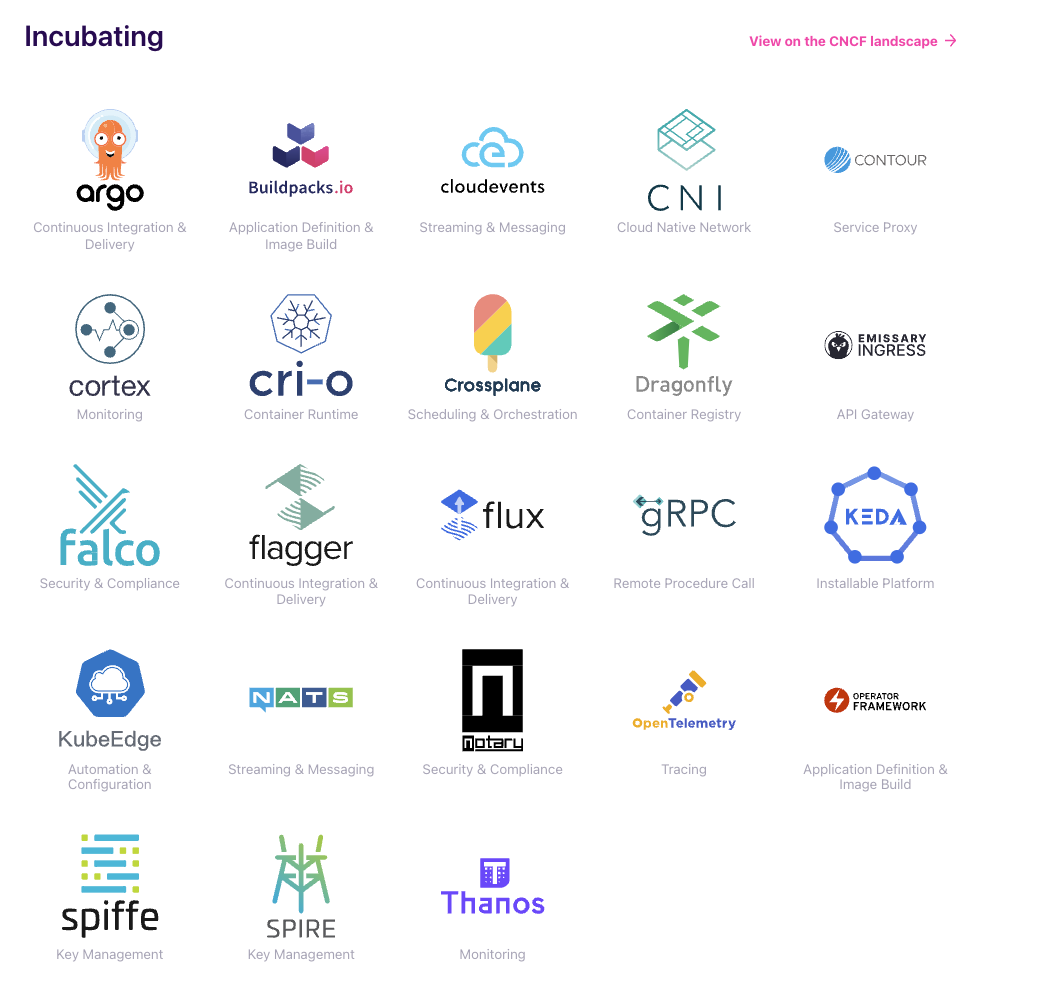 Incubating
View on the CNCF landscape →
argo
Buildpacks.io
cloudevents
CNI
CONTOUR
Continuous Integration &
Delivery
Application Definition &
Image Build
Streaming & Messaging
Cloud Native Network
Service Proxy
cortex
cri-o
Crossplane
Dragonfly
EMISSARY
INGRESS
Monitoring
Container Runtime
Scheduling & Orchestration
Container Registry
API Gateway
falco
flagger
flux
gRPC
KEDA
Security & Compliance
Continuous Integration &
Delivery
Continuous Integration &
Delivery
Remote Procedure Call
Installable Platform
KubeEdge
NATS
notary
OpenTelemetry
OPERATOR
FRAMEWORK
Automation &
Configuration
Streaming & Messaging
Security & Compliance
Tracing
Application Definition &
Image Build
spiffe
SPIRE
T
Thanos
Key Management
Key Management
Monitoring